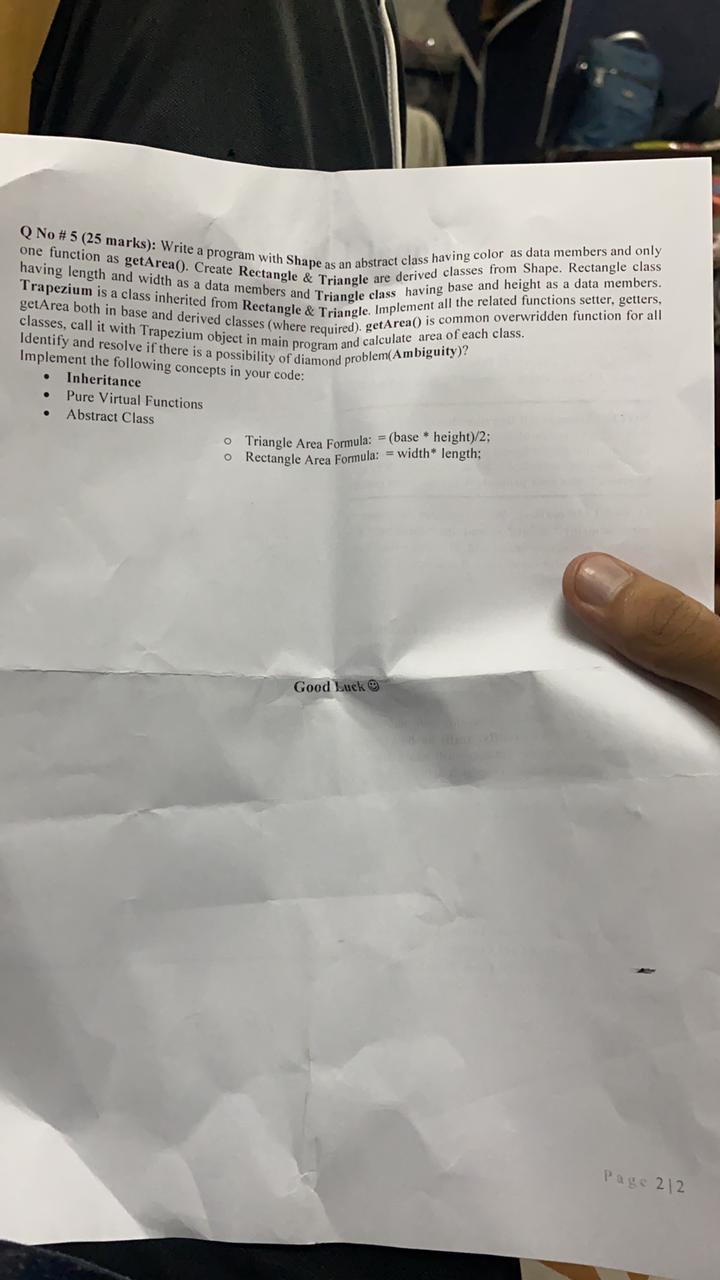 Q No # 5 (25 marks): Write a program with Shape as an abstract class having color as data members and only
one function as getArea(). Create Rectangle & Triangle are derived classes from Shape. Rectangle class
having length and width as a data members and Triangle class having base and height as a data members.
Trapezium is a class inherited from Rectangle & Triangle. Implement all the related functions setter, getters,
getArea both in base and derived classes (where required). getArea() is common overwridden function for all
classes, call it with Trapezium object in main program and calculate area of each class.
Identify and resolve if there is a possibility of diamond problem(Ambiguity)?
Implement the following concepts in your code:
• Inheritance
• Pure Virtual Functions
• Abstract Class
o Triangle Area Formula: = (base * height)/2;
o Rectangle Area Formula: = width* length;
Good Luck ☺
Page 2|2